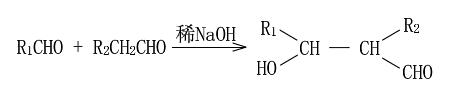 R₁CHO + R₂CH₂CHO 稀NaOH R₁ HO CH — CH R₂ CHO